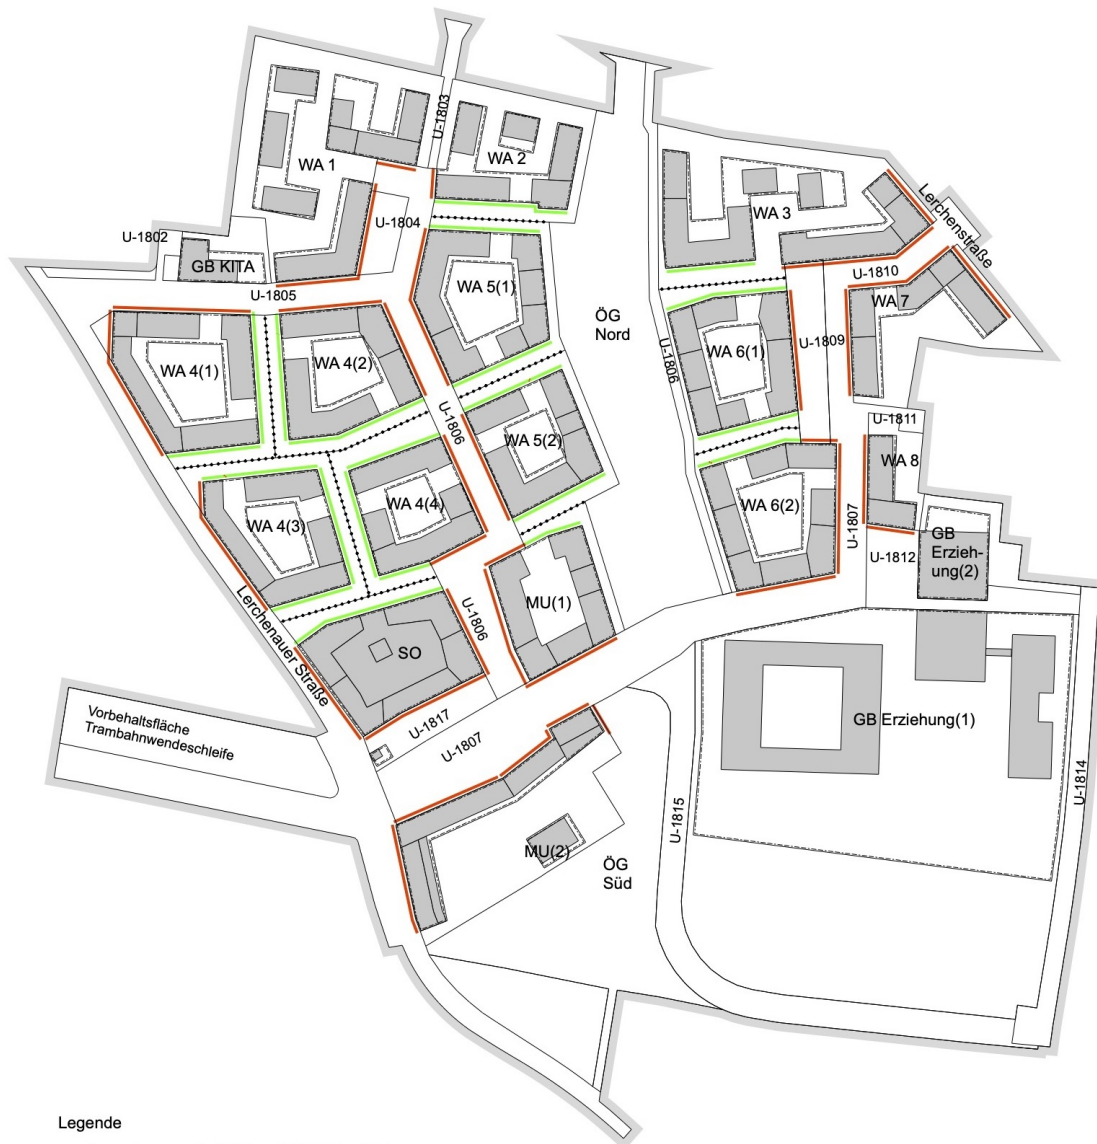 U-1803
WA 1
WA 2
WA 3
Lerchenstraße
U-1802
U-1804
GB KITA
U-1805
WA 5(1)
ÖG
Nord
U-1810
WA 7
WA 4(1)
WA 4(2)
U-1806
WA 6(1)
U-1809
U-1806
WA 5(2)
U-1811
WA 8
WA 4(3)
WA 4(4)
WA 6(2)
U-1807
U-1812
GB
Erzieh-
ung(2)
Lerchenauer Straße
U-1806
MU(1)
SO
Vorbehaltsfläche
Trambahnwendeschleife
U-1817
U-1807
GB Erziehung(1)
U-1814
U-1815
MU(2)
ÖG
Süd
Legende